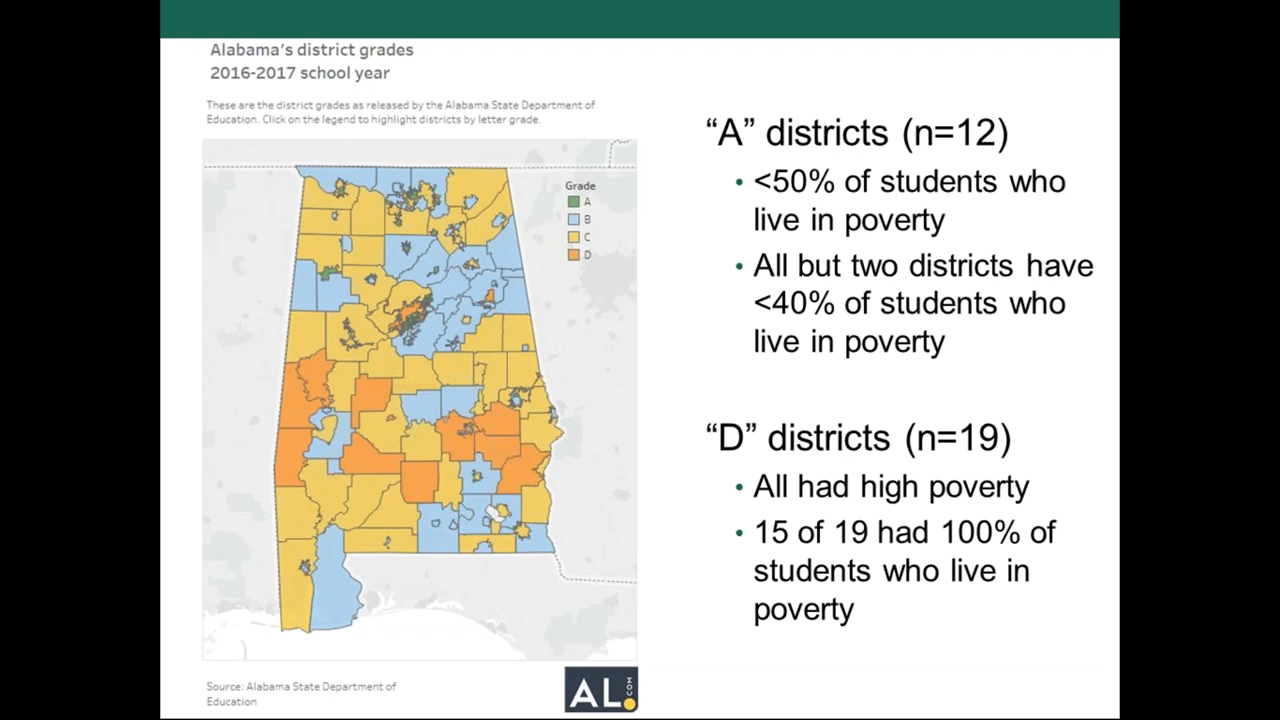 Alabama's district grades
2016-2017 school year
These are the district grades as released by the Alabama State Department of
Education. Click on the legend to highlight districts by letter grade.
Grade
A
B
C
D
Source: Alabama State Department of
Education
AL.COM
“A” districts (n=12)
• <50% of students who
live in poverty
• All but two districts have
<40% of students who
live in poverty
“D” districts (n=19)
• All had high poverty
• 15 of 19 had 100% of
students who live in
poverty